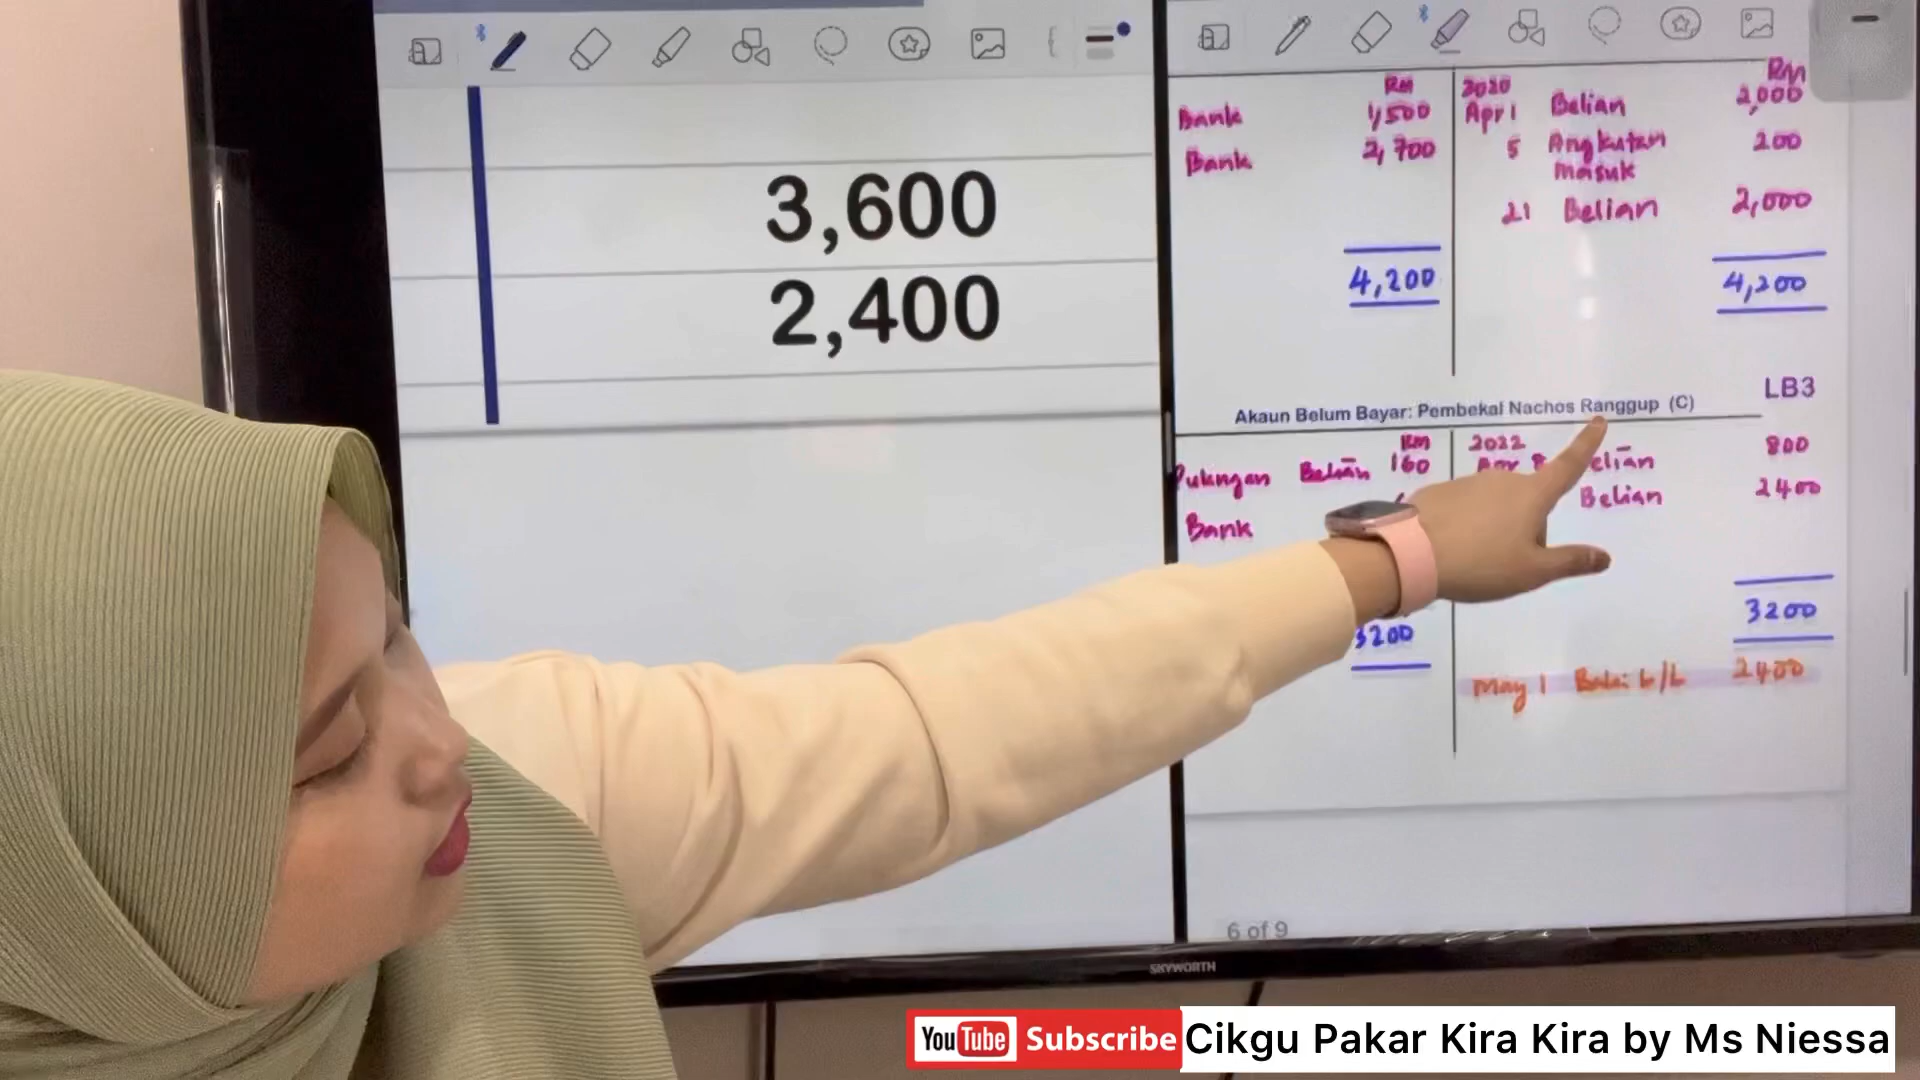 3,600
2,400
RM 2020 RM
Bank 1,500 Apr 1 Belian 2,000
Bank 2,700 5 Angkutan masuk 200
21 Belian 2,000
4,200 4,200
LB3
Akaun Belum Bayar: Pembekal Nachos Ranggup (C)
RM 2022
Pulangan Belian 160 Apr 8 elian 800
Bank Belian 2400
3200 3200
May 1 Baki b/b 2400
6 of 9
SKYWORTH
YouTube Subscribe Cikgu Pakar Kira Kira by Ms Niessa